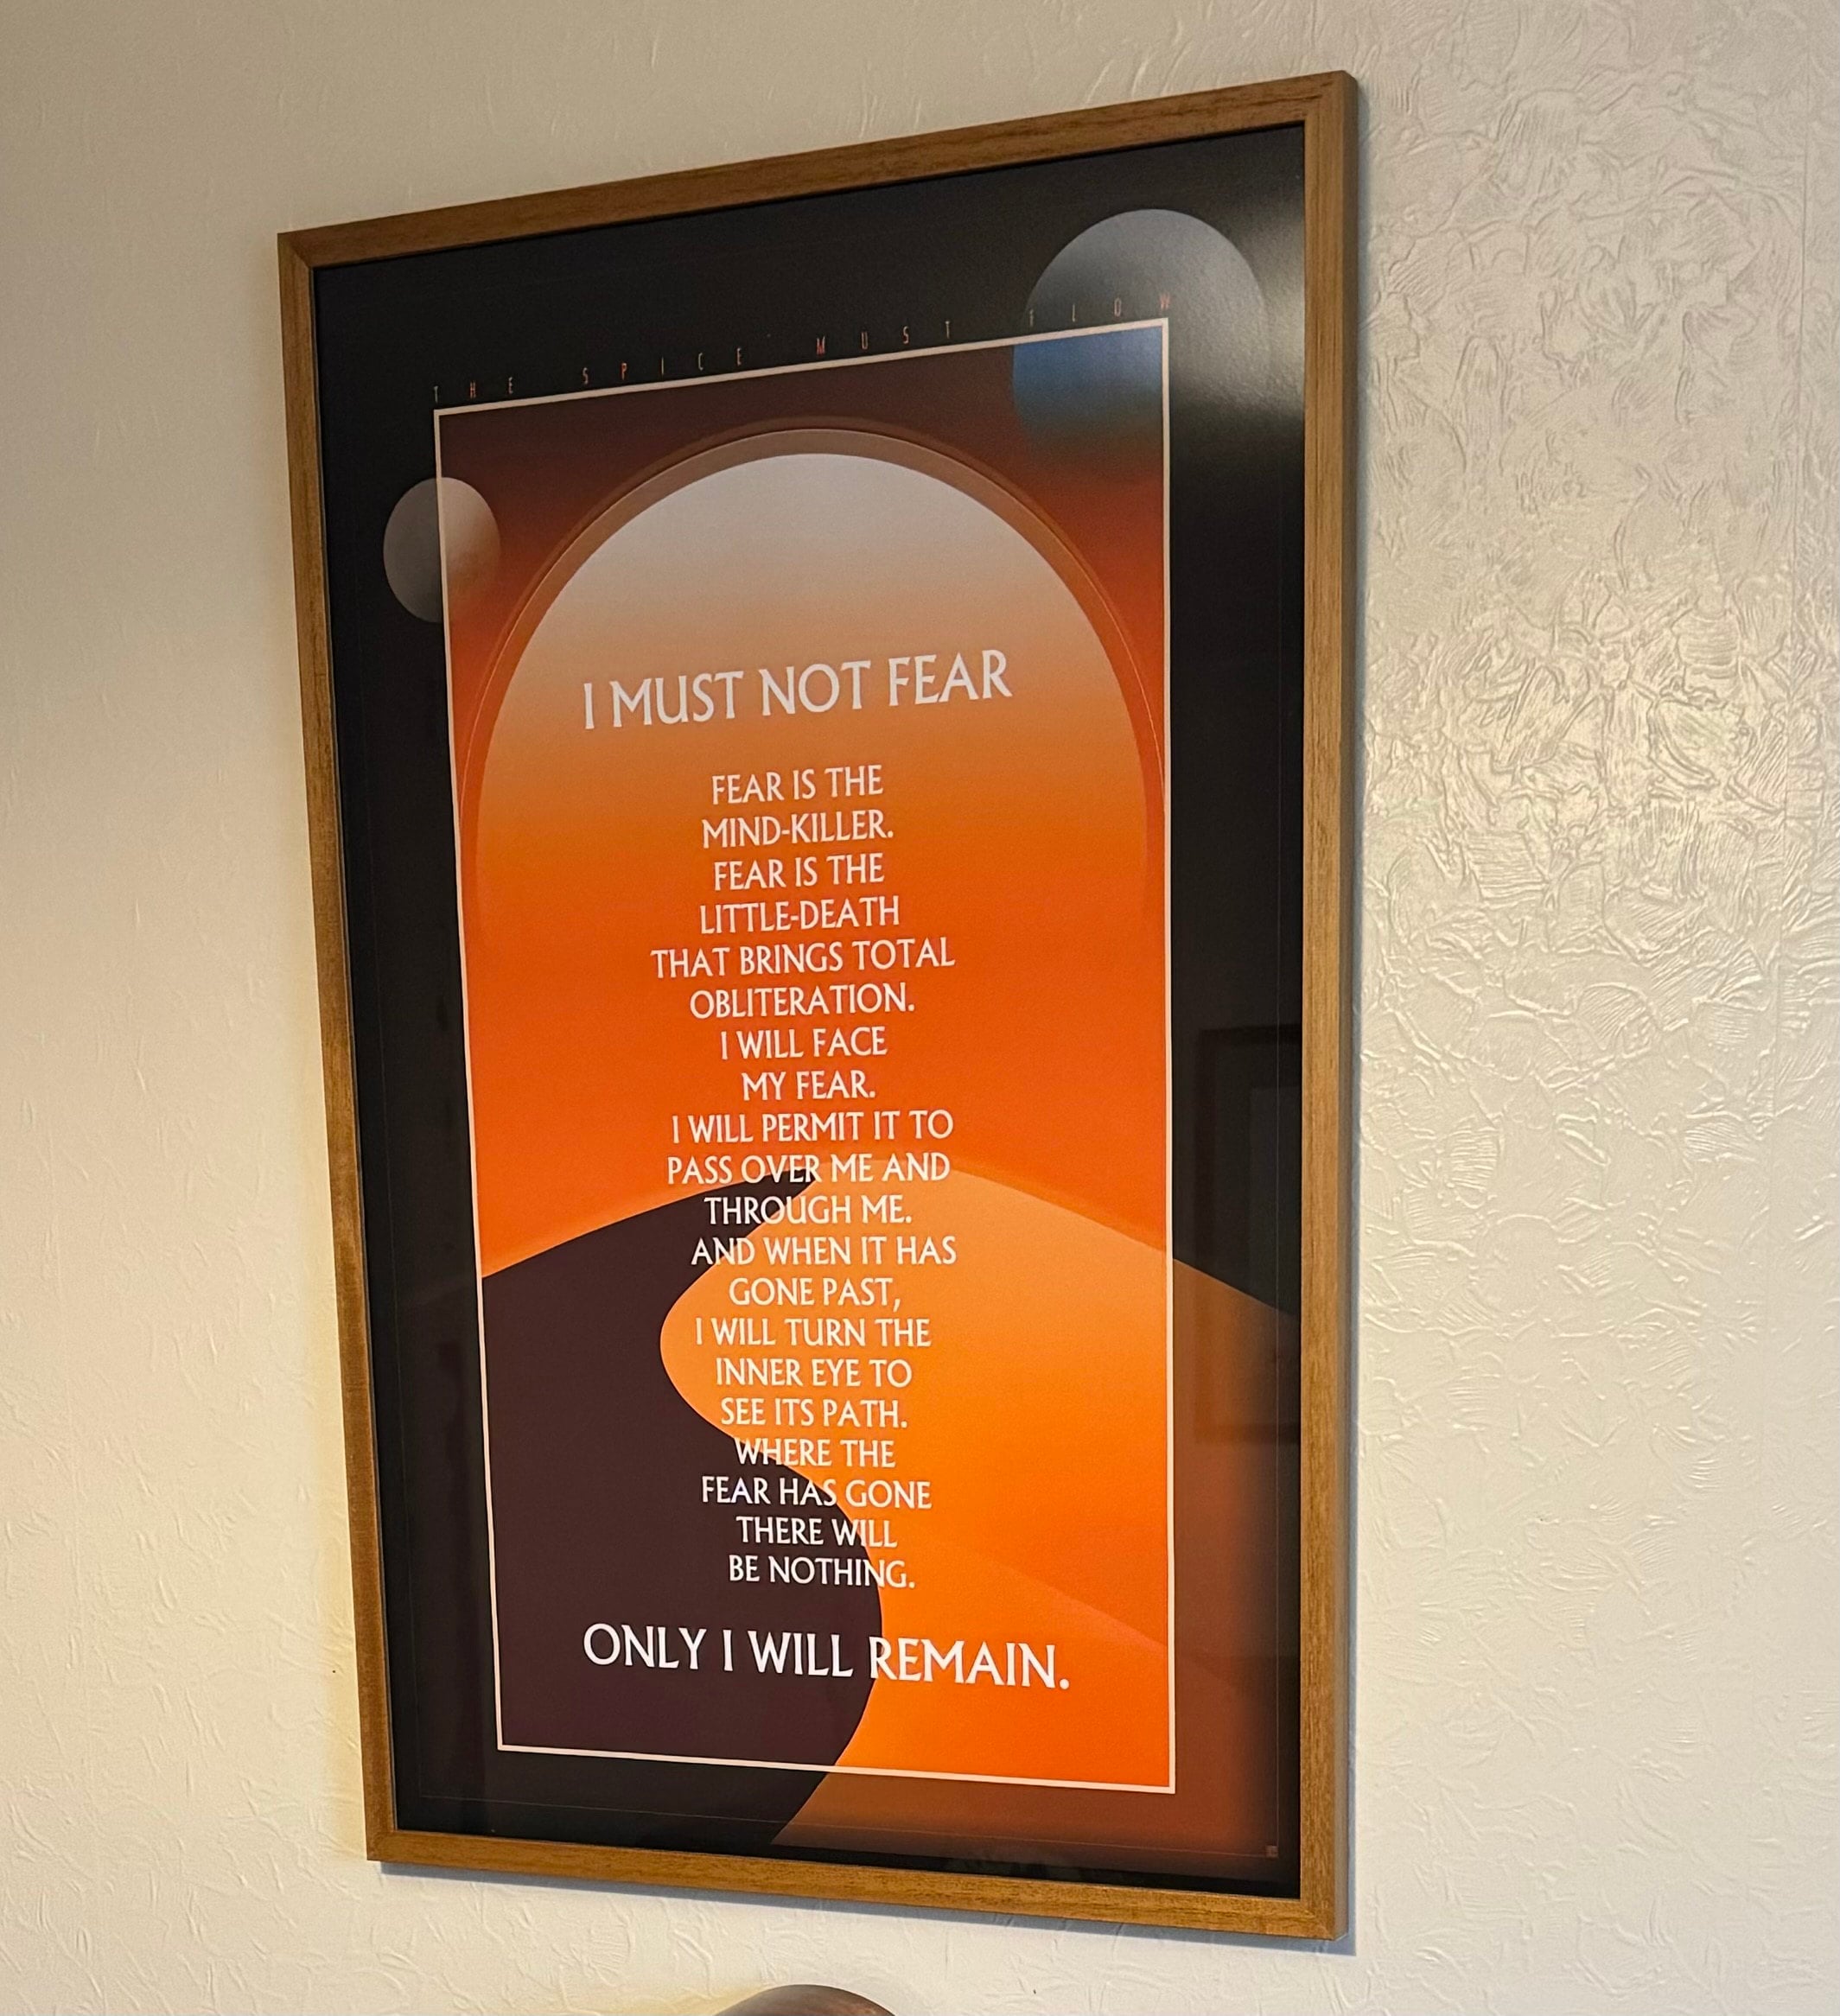 THE SPICE MUST FLOW
I MUST NOT FEAR
FEAR IS THE
MIND-KILLER.
FEAR IS THE
LITTLE-DEATH
THAT BRINGS TOTAL
OBLITERATION.
I WILL FACE
MY FEAR.
I WILL PERMIT IT TO
PASS OVER ME AND
THROUGH ME.
AND WHEN IT HAS
GONE PAST,
I WILL TURN THE
INNER EYE TO
SEE ITS PATH.
WHERE THE
FEAR HAS GONE
THERE WILL
BE NOTHING.
ONLY I WILL REMAIN.